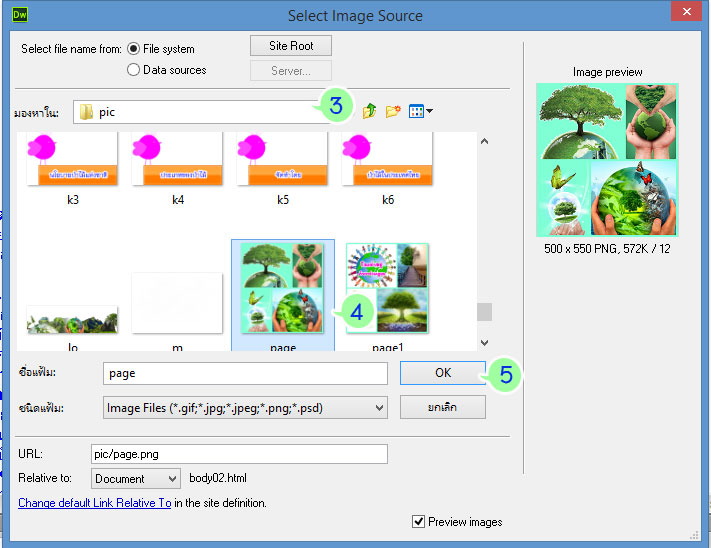 Dw
Select Image Source
Select file name from: File system
Site Root
Data sources
Server...
Image preview
มองหาใน: pic
3
k3 k4 k5 k6
500 x 550 PNG, 572K / 12
4
lo m page page1
ชื่อแฟ้ม: page
OK
5
ชนิดแฟ้ม: Image Files (*.gif;*.jpg;*.jpeg;*.png;*.psd)
ยกเลิก
URL: pic/page.png
Relative to: Document body02.html
Change default Link Relative To in the site definition.
Preview images